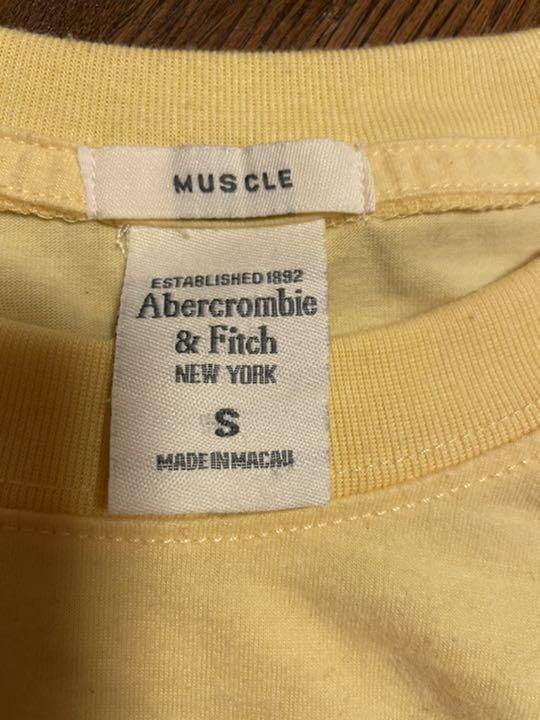 MUSCLE
ESTABLISHED 1892
Abercrombie
& Fitch
NEW YORK
S
MADE IN MACAU